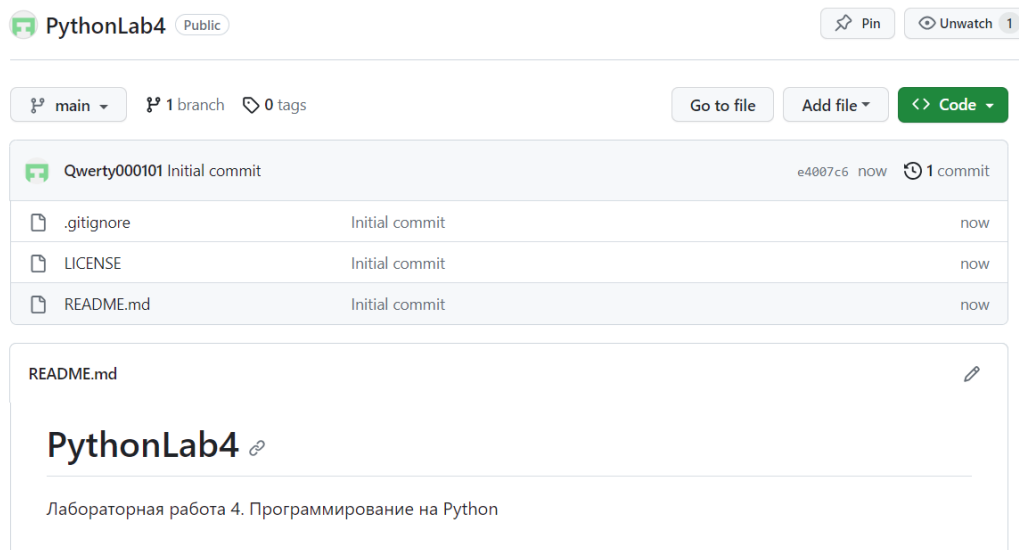 PythonLab4 Public Pin Unwatch 1
main 1 branch 0 tags Go to file Add file Code
Qwerty000101 Initial commit e4007c6 now 1 commit
.gitignore Initial commit now
LICENSE Initial commit now
README.md Initial commit now
README.md
PythonLab4
Лабораторная работа 4. Программирование на Python